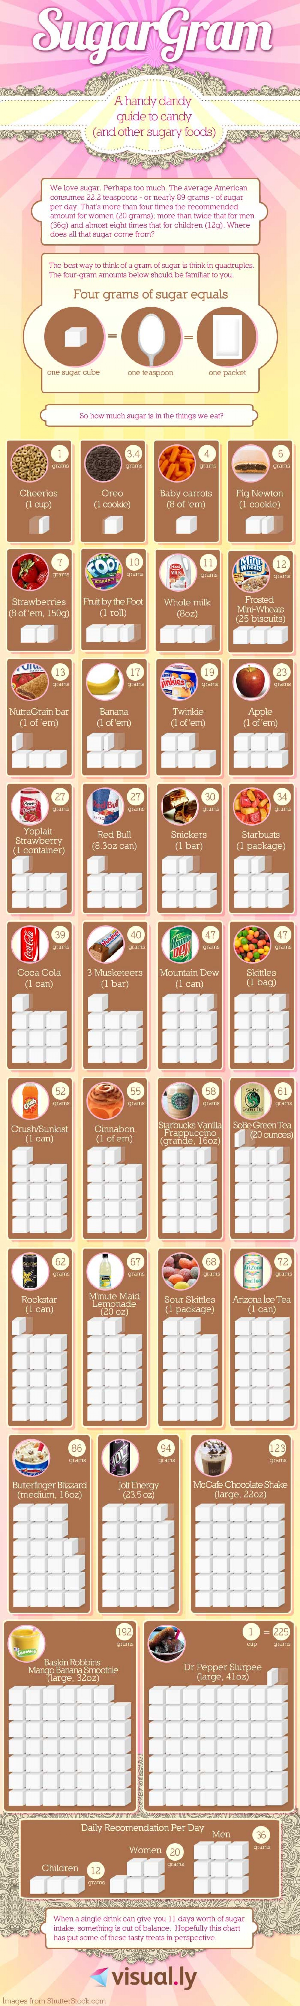 SugarGram
A handy dandy
guide to candy
(and other sugary foods)
We love sugar. Perhaps too much. The average American
consumes 22.2 teaspoons - or nearly 89 grams - of sugar
per day. That's more than four times the recommended
amount for women (20 grams), more than twice that for men
(36g) and almost eight times that for children (12g). Where
does all that sugar come from?
The best way to think of a gram of sugar is think in quadruples.
The four-gram amounts below should be familiar to you.
Four grams of sugar equals
= =
one sugar cube one teaspoon one packet
So how much sugar is in the things we eat?
1 grams 3.4 grams 4 grams 6 grams
Cheerios Oreo Baby carrots Fig Newton
(1 cup) (1 cookie) (8 of 'em) (1 cookie)
7 grams 10 grams 11 grams 12 grams
Strawberries Fruit by the Foot Whole milk Frosted
Mini-Wheats
(8 of 'em, 150g) (1 roll) (8oz) (25 biscuits)
13 grams 17 grams 19 grams 23 grams
NutraGrain bar Banana Twinkie Apple
(1 of 'em) (1 of 'em) (1 of 'em) (1 of 'em)
27 grams 27 grams 30 grams 34 grams
Yoplait
Strawberry Red Bull Snickers Starbusts
(1 container) (8.3oz can) (1 bar) (1 package)
39 grams 40 grams 47 grams 47 grams
Coca Cola 3 Musketeers Mountain Dew Skittles
(1 can) (1 bar) (1 can) (1 bag)
52 grams 55 grams 58 grams 61 grams
Crush/Sunkist Cinnabon Starbucks Vanilla SoBe Green Tea
Frappuccino
(1 can) (1 of em) (grande, 16oz) (20 ounces)
62 grams 67 grams 68 grams 72 grams
Rockstar Minute Maid Sour Skittles Arizona Ice Tea
Lemonade
(1 can) (20 oz) (1 package) (1 can)
86 grams 94 grams 123 grams
Butterfinger Blizzard Jolt Energy McCafe Chocolate Shake
(medium, 16oz) (23.5 oz) (large, 22oz)
192 grams 1 cup = 225 grams
Baskin Robbins Dr. Pepper Slurpee
Mango Banana Smoothie
(large, 32oz) (large, 41oz)
Daily Recomendation Per Day
Men 36 grams
Women 20 grams
Children 12 grams
When a single drink can give you 11 days worth of sugar
intake, something is out of balance. Hopefully this chart
has put some of these tasty treats in perspective.
visual.ly
Images from ShutterStock.com